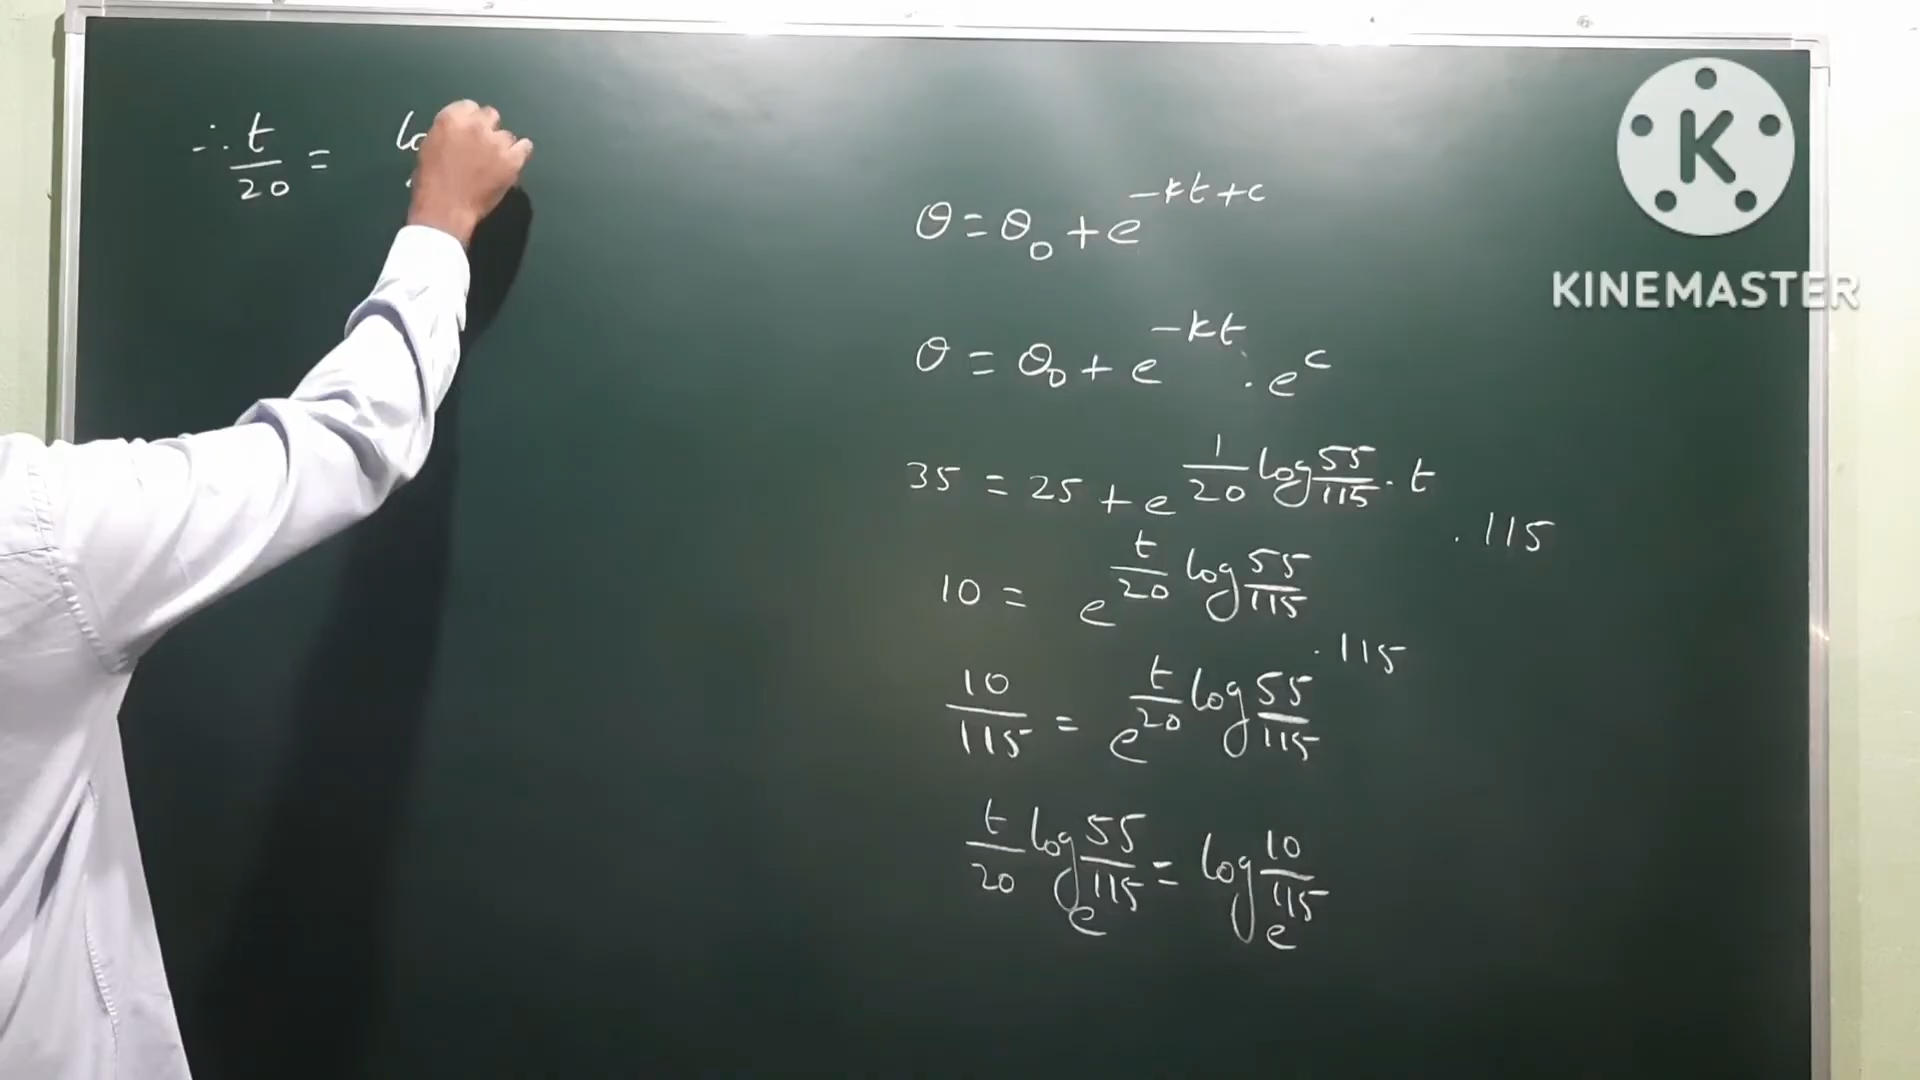 ∴ t/20 = lo
θ = θ₀ + e^(-kt+c)
θ = θ₀ + e^(-kt) . e^c
35 = 25 + e^(1/20 log 55/115 . t) . 115
10 = e^(t/20 log 55/115) . 115
10/115 = e^(t/20 log 55/115)
t/20 logₑ 55/115 = logₑ 10/115
K
KINEMASTER